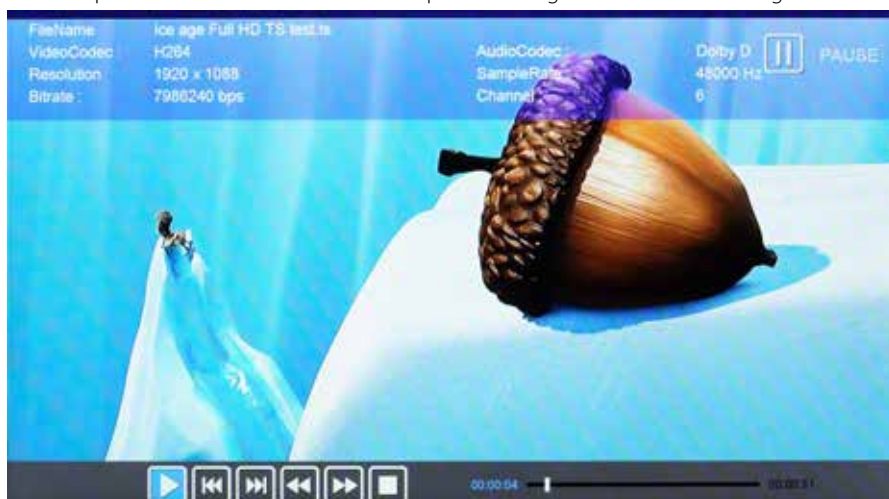 FileName Ice age Full HD TS test.ts
VideoCodec H264
Resolution 1920 x 1088
Bitrate : 7986240 bps
AudioCodec : Dolby D
SampleRate 48000 Hz
Channel 6
PAUSE
00:00:54